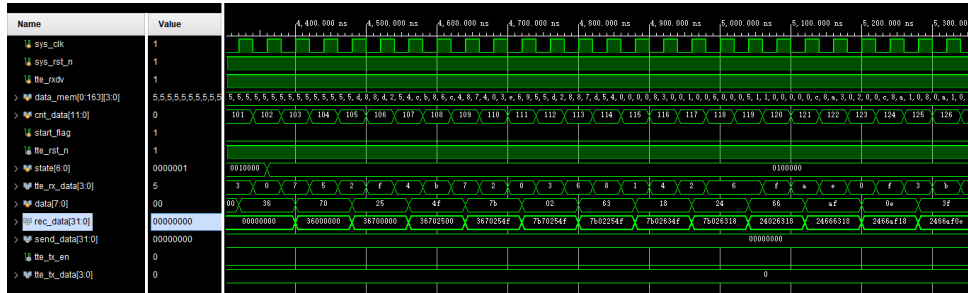 Name Value 4,400.000 ns 4,500.000 ns 4,600.000 ns 4,700.000 ns 4,800.000 ns 4,900.000 ns 5,000.000 ns 5,100.000 ns 5,200.000 ns 5,300.00
sys_clk 1
sys_rst_n 1
tte_rxdv 1
data_mem[0:163][3:0] 5,5,5,5,5,5,5,5,5,5
cnt_data[11:0] 0 101 102 103 104 105 106 107 108 109 110 111 112 113 114 115 116 117 118 119 120 121 122 123 124 125 126
start_flag 1
tte_rst_n 1
state[6:0] 0000001 0010000 0100000
tte_rx_data[3:0] 5 3 0 7 5 2 f 4 b 7 2 0 3 6 8 1 4 2 6 f a e 0 f 3 b
data[7:0] 00 00 36 70 25 4f 7b 02 63 18 24 66 af 0e 3f
rec_data[31:0] 00000000 00000000 36000000 36700000 36702500 3670254f 7b70254f 7b02254f 7b02634f 7b026318 24026318 24666318 2466af18 2466af0e
send_data[31:0] 00000000 00000000
tte_tx_en 0
tte_tx_data[3:0] 0 0